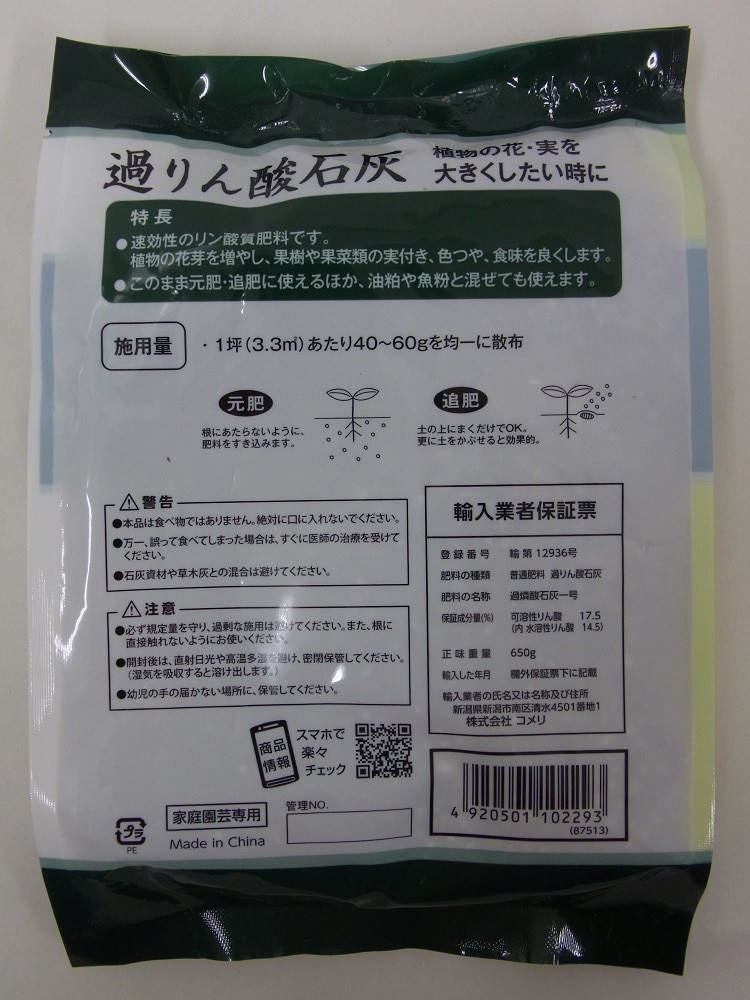 過りん酸石灰
植物の花・実を
大きくしたい時に
特長
●速効性のリン酸質肥料です。
植物の花芽を増やし、果樹や果菜類の実付き、色つや、食味を良くします。
●このまま元肥・追肥に使えるほか、油粕や魚粉と混ぜても使えます。
施用量
・1坪(3.3㎡)あたり40〜60gを均一に散布
元肥
根にあたらないように、
肥料をすき込みます。
追肥
土の上にまくだけでOK。
更に土をかぶせると効果的。
警告
●本品は食べ物ではありません。絶対に口に入れないでください。
●万一、誤って食べてしまった場合は、すぐに医師の治療を受けて
ください。
●石灰資材や草木灰との混合は避けてください。
注意
●必ず規定量を守り、過剰な施用は避けてください。また、根に
直接触れないようにお使いください。
●開封後は、直射日光や高温多湿を避け、密閉保管してください。
(湿気を吸収すると溶け出します。)
●幼児の手の届かない場所に、保管してください。
輸入業者保証票
登録番号 輸第12936号
肥料の種類 普通肥料 過りん酸石灰
肥料の名称 過燐酸石灰一号
保証成分量(%) 可溶性りん酸 17.5
(内 水溶性りん酸 14.5)
正味重量 650g
輸入した年月 欄外保証票下に記載
輸入業者の氏名又は名称及び住所
新潟県新潟市南区清水4501番地1
株式会社 コメリ
商品
情報
スマホで
楽々
チェック
プラ
PE
家庭園芸専用
Made in China
管理NO.
4 920501 102293
(87513)